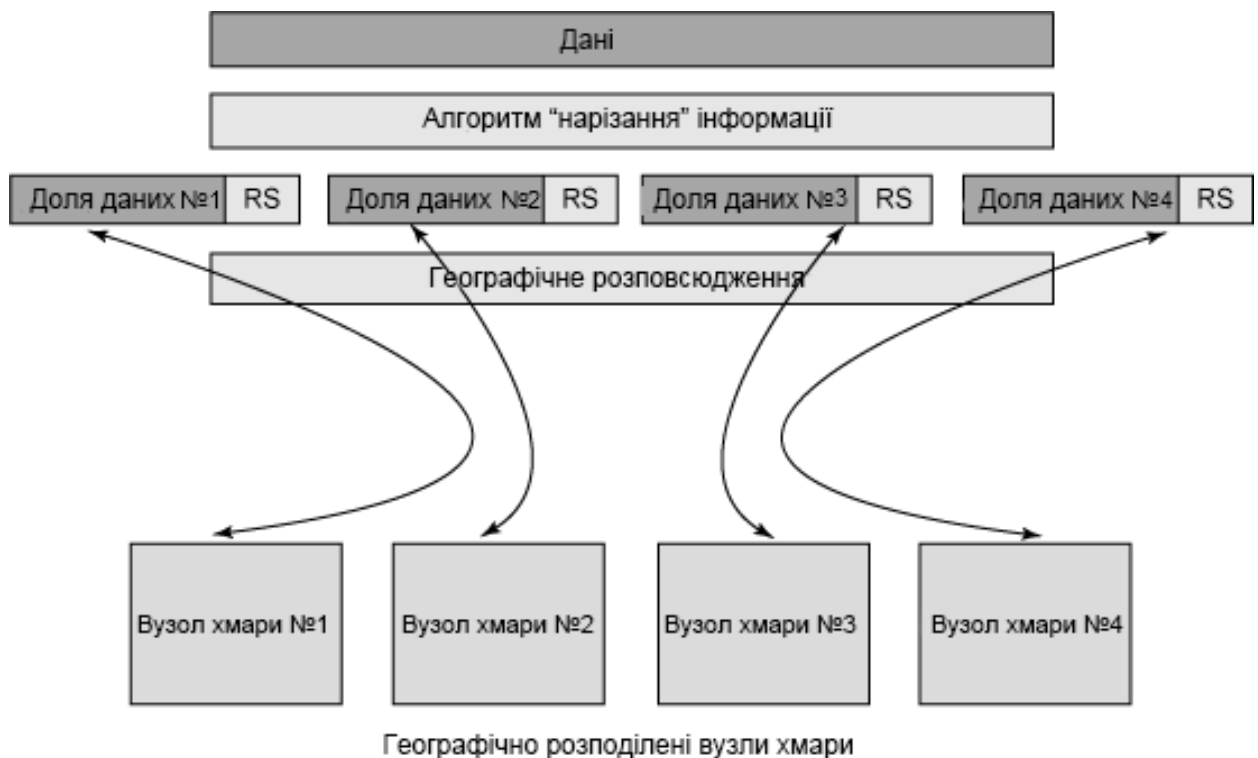 Дані
Алгоритм “нарізання” інформації
Доля даних №1 RS Доля даних №2 RS Доля даних №3 RS Доля даних №4 RS
Географічне розповсюдження
Вузол хмари №1 Вузол хмари №2 Вузол хмари №3 Вузол хмари №4
Географічно розподілені вузли хмари